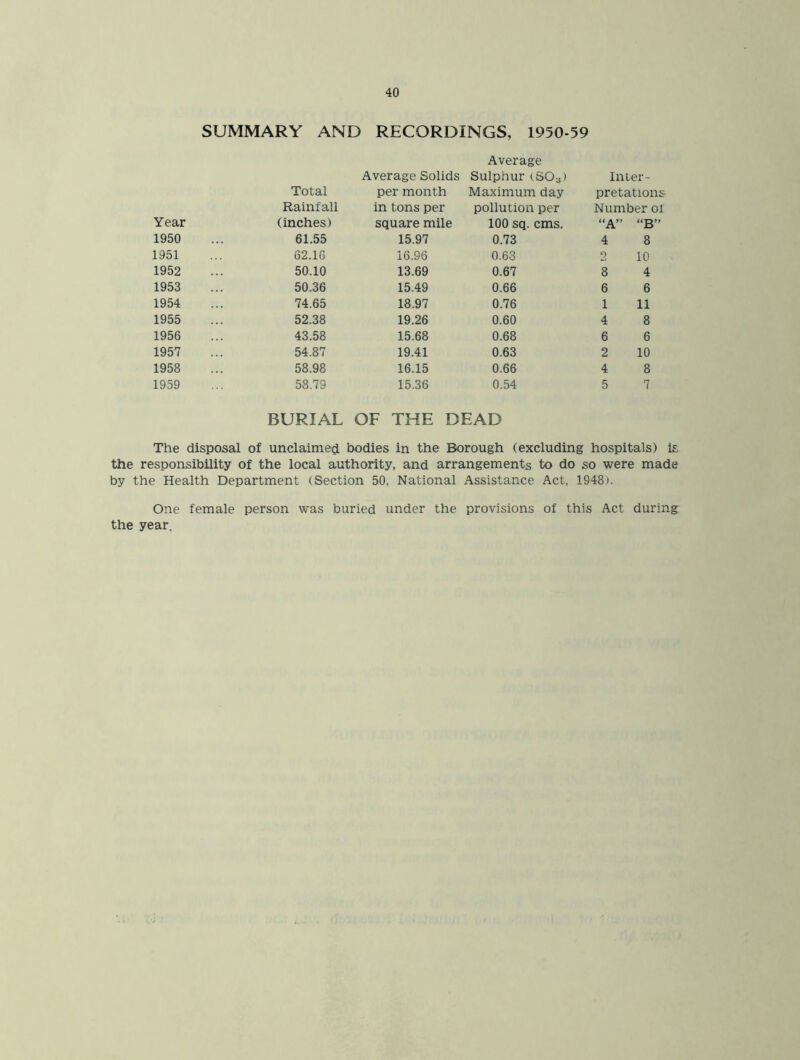 40
SUMMARY AND RECORDINGS, 1950-59
Average
Average Solids Sulphur (SO₃) Inter-
Total per month Maximum day pretations
Rainfall in tons per pollution per Number of
Year (inches) square mile 100 sq. cms. “A” “B”
1950 ... 61.55 15.97 0.73 4 8
1951 ... 62.16 16.96 0.63 2 10
1952 ... 50.10 13.69 0.67 8 4
1953 ... 50.36 15.49 0.66 6 6
1954 ... 74.65 18.97 0.76 1 11
1955 ... 52.38 19.26 0.60 4 8
1956 ... 43.58 15.68 0.68 6 6
1957 ... 54.87 19.41 0.63 2 10
1958 ... 58.98 16.15 0.66 4 8
1959 ... 58.79 15.36 0.54 5 7
BURIAL OF THE DEAD
The disposal of unclaimed bodies in the Borough (excluding hospitals) is
the responsibility of the local authority, and arrangements to do so were made
by the Health Department (Section 50, National Assistance Act, 1948).
One female person was buried under the provisions of this Act during
the year.